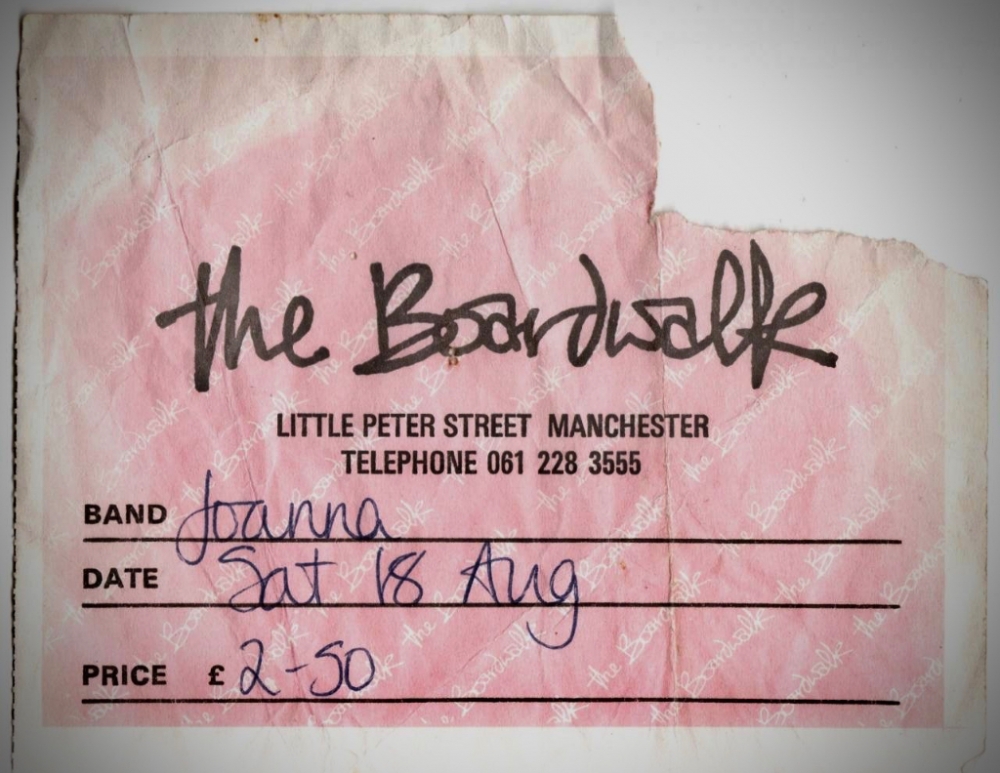 the Boardwalk
LITTLE PETER STREET MANCHESTER
TELEPHONE 061 228 3555
BAND Joanna
DATE Sat 18 Aug
PRICE £ 2-50